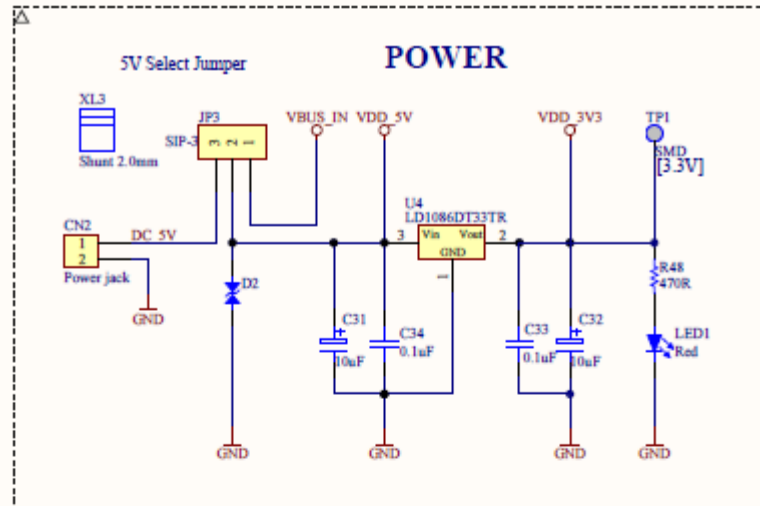 POWER
5V Select Jumper
XL3
Shunt 2.0mm
JP3
SIP-3
3 2 1
VBUS_IN
VDD_5V
VDD_3V3
TP1
SMD
[3.3V]
CN2
1
2
Power jack
DC_5V
GND
U4
LD1086DT33TR
3
Vin
Vout
2
GND
1
D2
C31
10uF
C34
0.1uF
C33
0.1uF
C32
10uF
R48
470R
LED1
Red
GND
GND
GND
GND